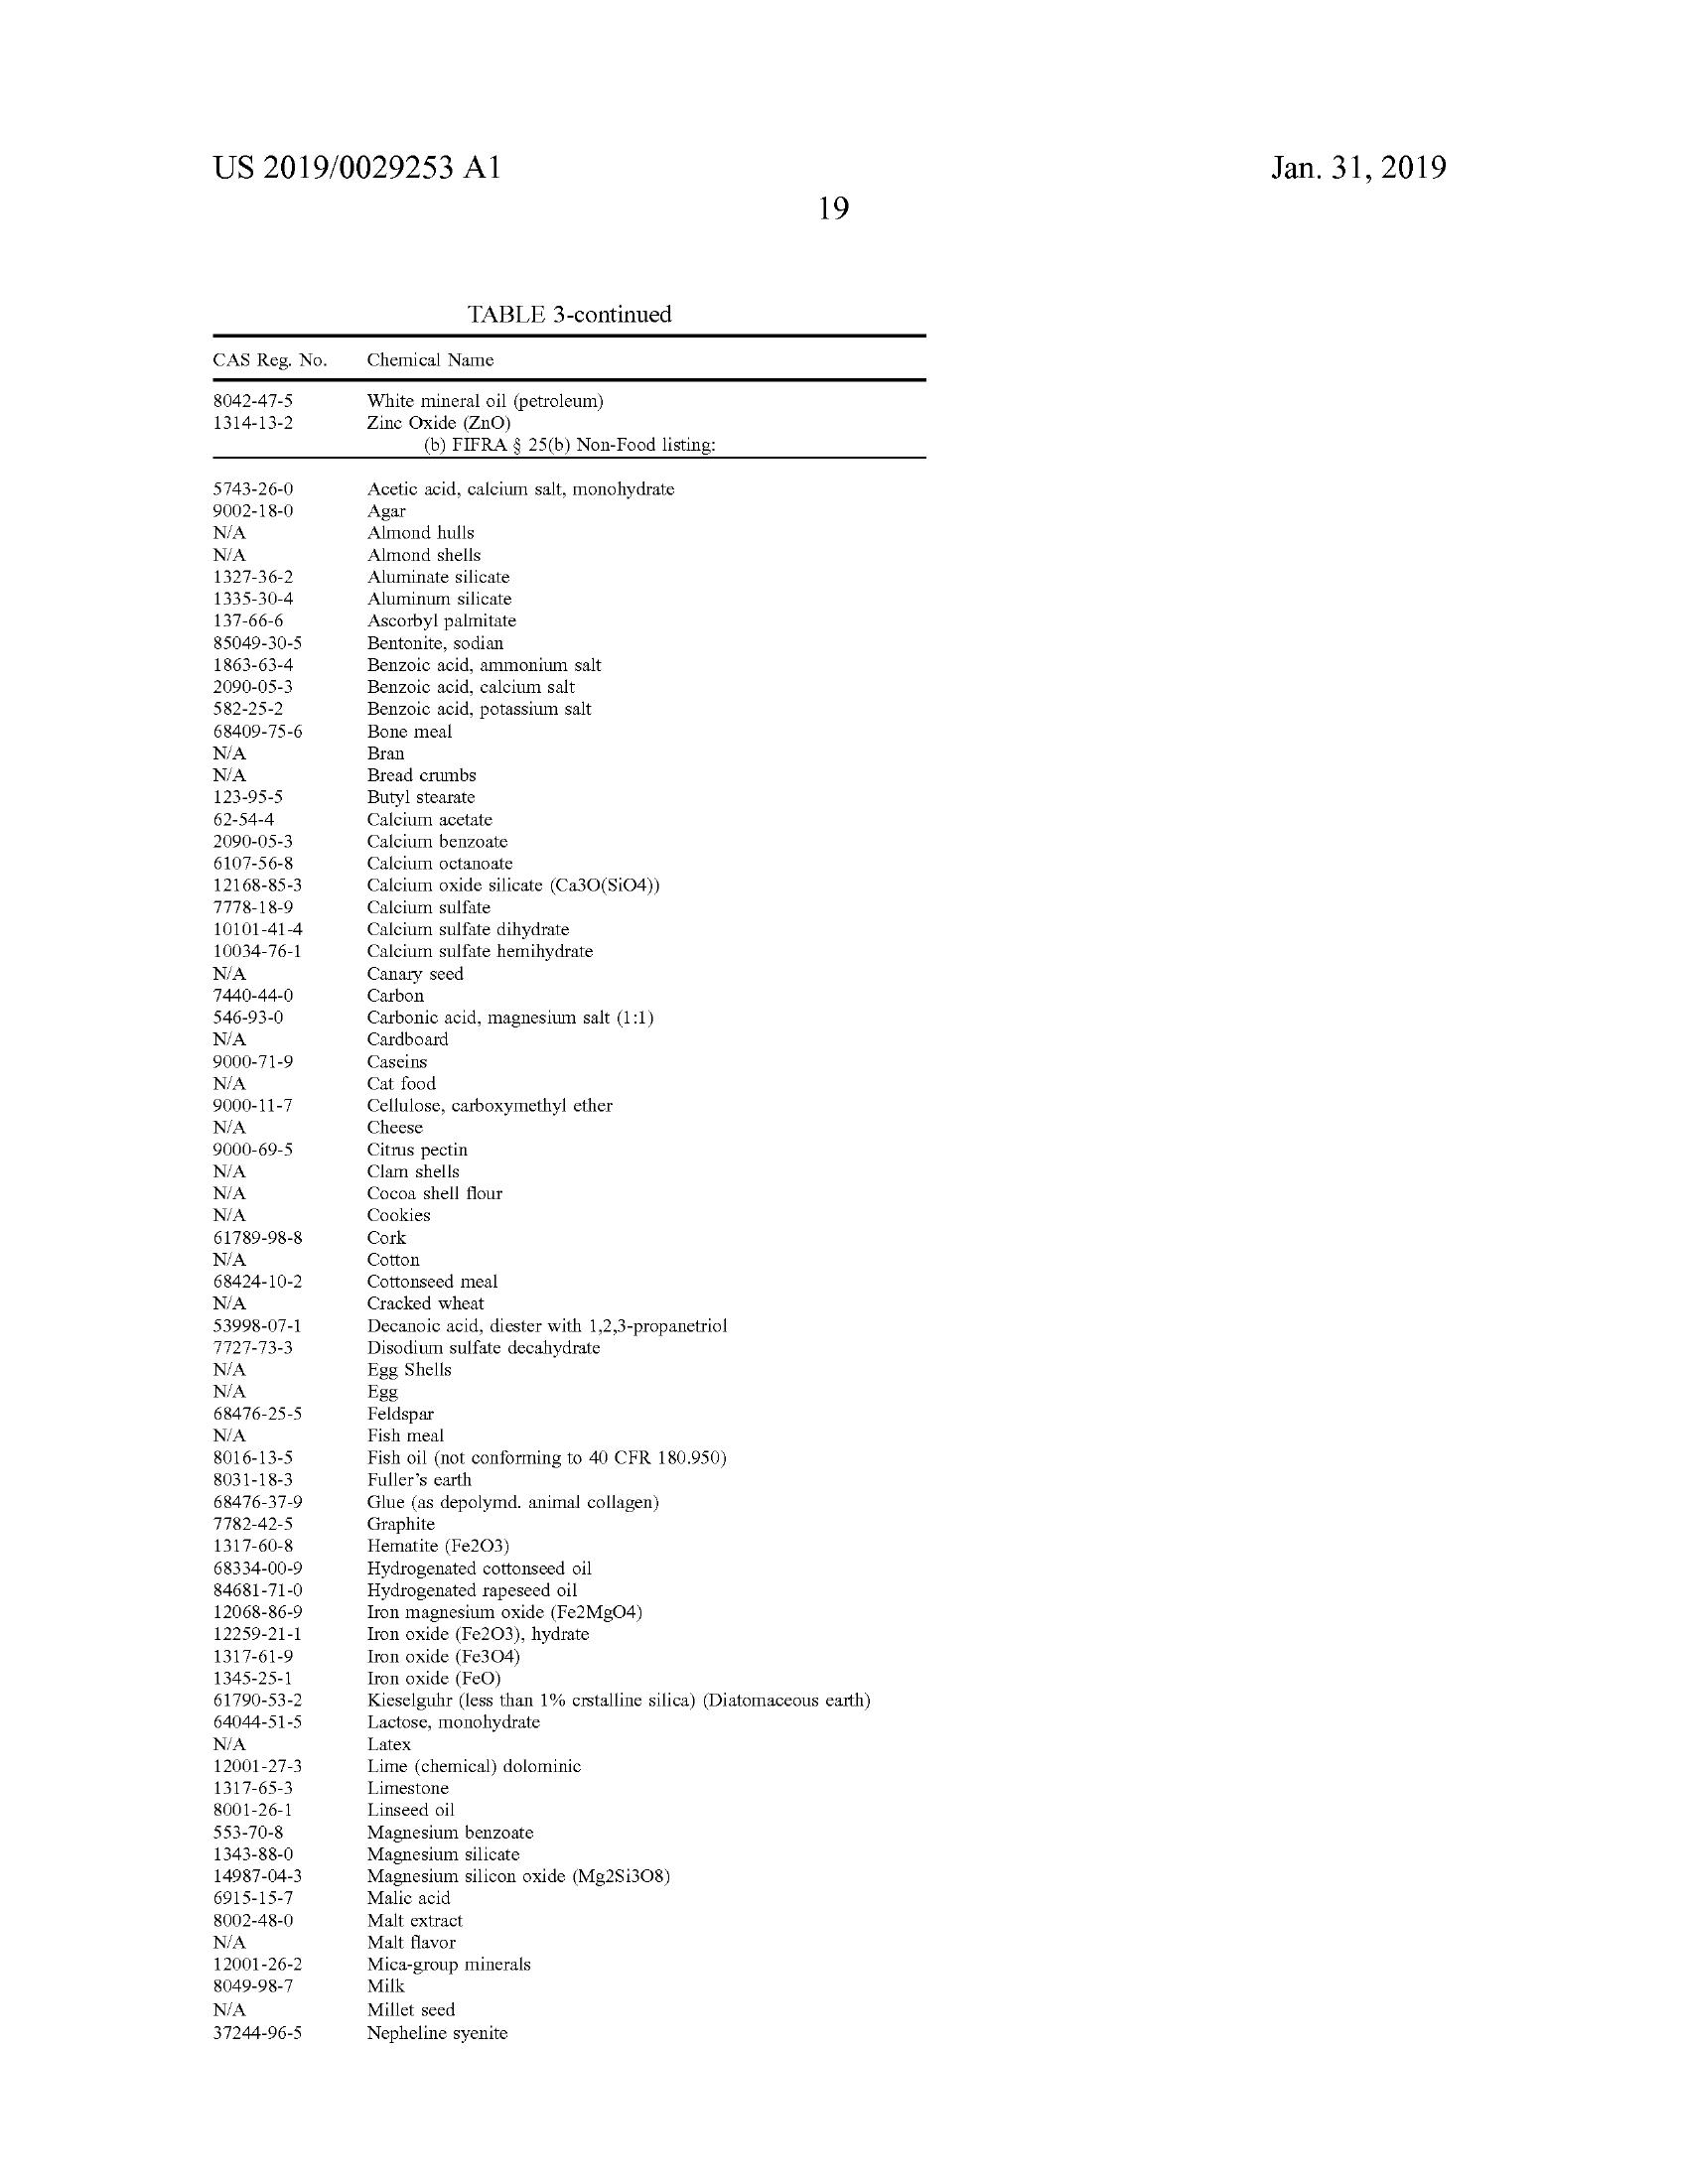 US 2019/0029253 A1 Jan. 31, 2019
19
TABLE 3-continued
CAS Reg. No. Chemical Name
8042-47-5 White mineral oil (petroleum)
1314-13-2 Zinc Oxide (ZnO)
(b) FIFRA § 25(b) Non-Food listing:
5743-26-0 Acetic acid, calcium salt, monohydrate
9002-18-0 Agar
N/A Almond hulls
N/A Almond shells
1327-36-2 Aluminate silicate
1335-30-4 Aluminum silicate
137-66-6 Ascorbyl palmitate
85049-30-5 Bentonite, sodian
1863-63-4 Benzoic acid, ammonium salt
2090-05-3 Benzoic acid, calcium salt
582-25-2 Benzoic acid, potassium salt
68409-75-6 Bone meal
N/A Bran
N/A Bread crumbs
123-95-5 Butyl stearate
62-54-4 Calcium acetate
2090-05-3 Calcium benzoate
6107-56-8 Calcium octanoate
12168-85-3 Calcium oxide silicate (Ca3O(SiO4))
7778-18-9 Calcium sulfate
10101-41-4 Calcium sulfate dihydrate
10034-76-1 Calcium sulfate hemihydrate
N/A Canary seed
7440-44-0 Carbon
546-93-0 Carbonic acid, magnesium salt (1:1)
N/A Cardboard
9000-71-9 Caseins
N/A Cat food
9000-11-7 Cellulose, carboxymethyl ether
N/A Cheese
9000-69-5 Citrus pectin
N/A Clam shells
N/A Cocoa shell flour
N/A Cookies
61789-98-8 Cork
N/A Cotton
68424-10-2 Cottonseed meal
N/A Cracked wheat
53998-07-1 Decanoic acid, diester with 1,2,3-propanetriol
7727-73-3 Disodium sulfate decahydrate
N/A Egg Shells
N/A Egg
68476-25-5 Feldspar
N/A Fish meal
8016-13-5 Fish oil (not conforming to 40 CFR 180.950)
8031-18-3 Fuller's earth
68476-37-9 Glue (as depolymd. animal collagen)
7782-42-5 Graphite
1317-60-8 Hematite (Fe2O3)
68334-00-9 Hydrogenated cottonseed oil
84681-71-0 Hydrogenated rapeseed oil
12068-86-9 Iron magnesium oxide (Fe2MgO4)
12259-21-1 Iron oxide (Fe2O3), hydrate
1317-61-9 Iron oxide (Fe3O4)
1345-25-1 Iron oxide (FeO)
61790-53-2 Kieselguhr (less than 1% crstalline silica) (Diatomaceous earth)
64044-51-5 Lactose, monohydrate
N/A Latex
12001-27-3 Lime (chemical) dolominic
1317-65-3 Limestone
8001-26-1 Linseed oil
553-70-8 Magnesium benzoate
1343-88-0 Magnesium silicate
14987-04-3 Magnesium silicon oxide (Mg2Si3O8)
6915-15-7 Malic acid
8002-48-0 Malt extract
N/A Malt flavor
12001-26-2 Mica-group minerals
8049-98-7 Milk
N/A Millet seed
37244-96-5 Nepheline syenite